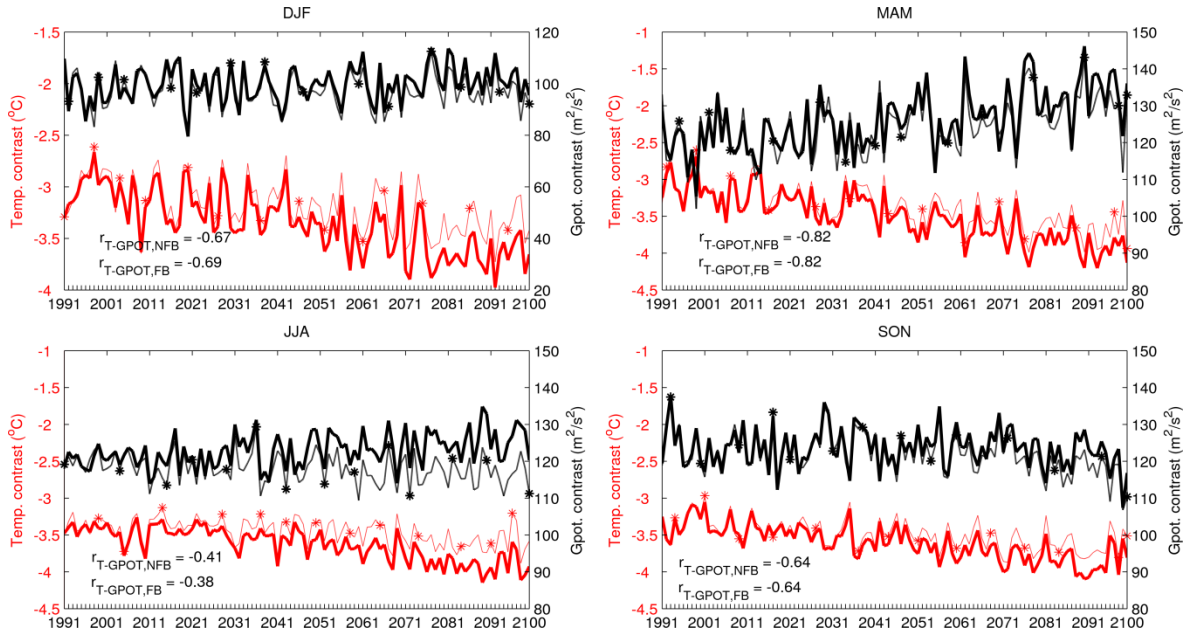 DJF
Temp. contrast (°C)
-1.5
-2
-2.5
-3
-3.5
-4
r_T-GPOT,NFB = -0.67
r_T-GPOT,FB = -0.69
120
100
80
60
40
20
Gpot. contrast (m²/s²)
1991 2001 2011 2021 2031 2041 2051 2061 2071 2081 2091 2100
MAM
Temp. contrast (°C)
-1
-1.5
-2
-2.5
-3
-3.5
-4
-4.5
r_T-GPOT,NFB = -0.82
r_T-GPOT,FB = -0.82
150
140
130
120
110
100
90
80
Gpot. contrast (m²/s²)
1991 2001 2011 2021 2031 2041 2051 2061 2071 2081 2091 2100
JJA
Temp. contrast (°C)
-1
-1.5
-2
-2.5
-3
-3.5
-4
-4.5
r_T-GPOT,NFB = -0.41
r_T-GPOT,FB = -0.38
150
140
130
120
110
100
90
80
Gpot. contrast (m²/s²)
1991 2001 2011 2021 2031 2041 2051 2061 2071 2081 2091 2100
SON
Temp. contrast (°C)
-1
-1.5
-2
-2.5
-3
-3.5
-4
-4.5
r_T-GPOT,NFB = -0.64
r_T-GPOT,FB = -0.64
150
140
130
120
110
100
90
80
Gpot. contrast (m²/s²)
1991 2001 2011 2021 2031 2041 2051 2061 2071 2081 2091 2100